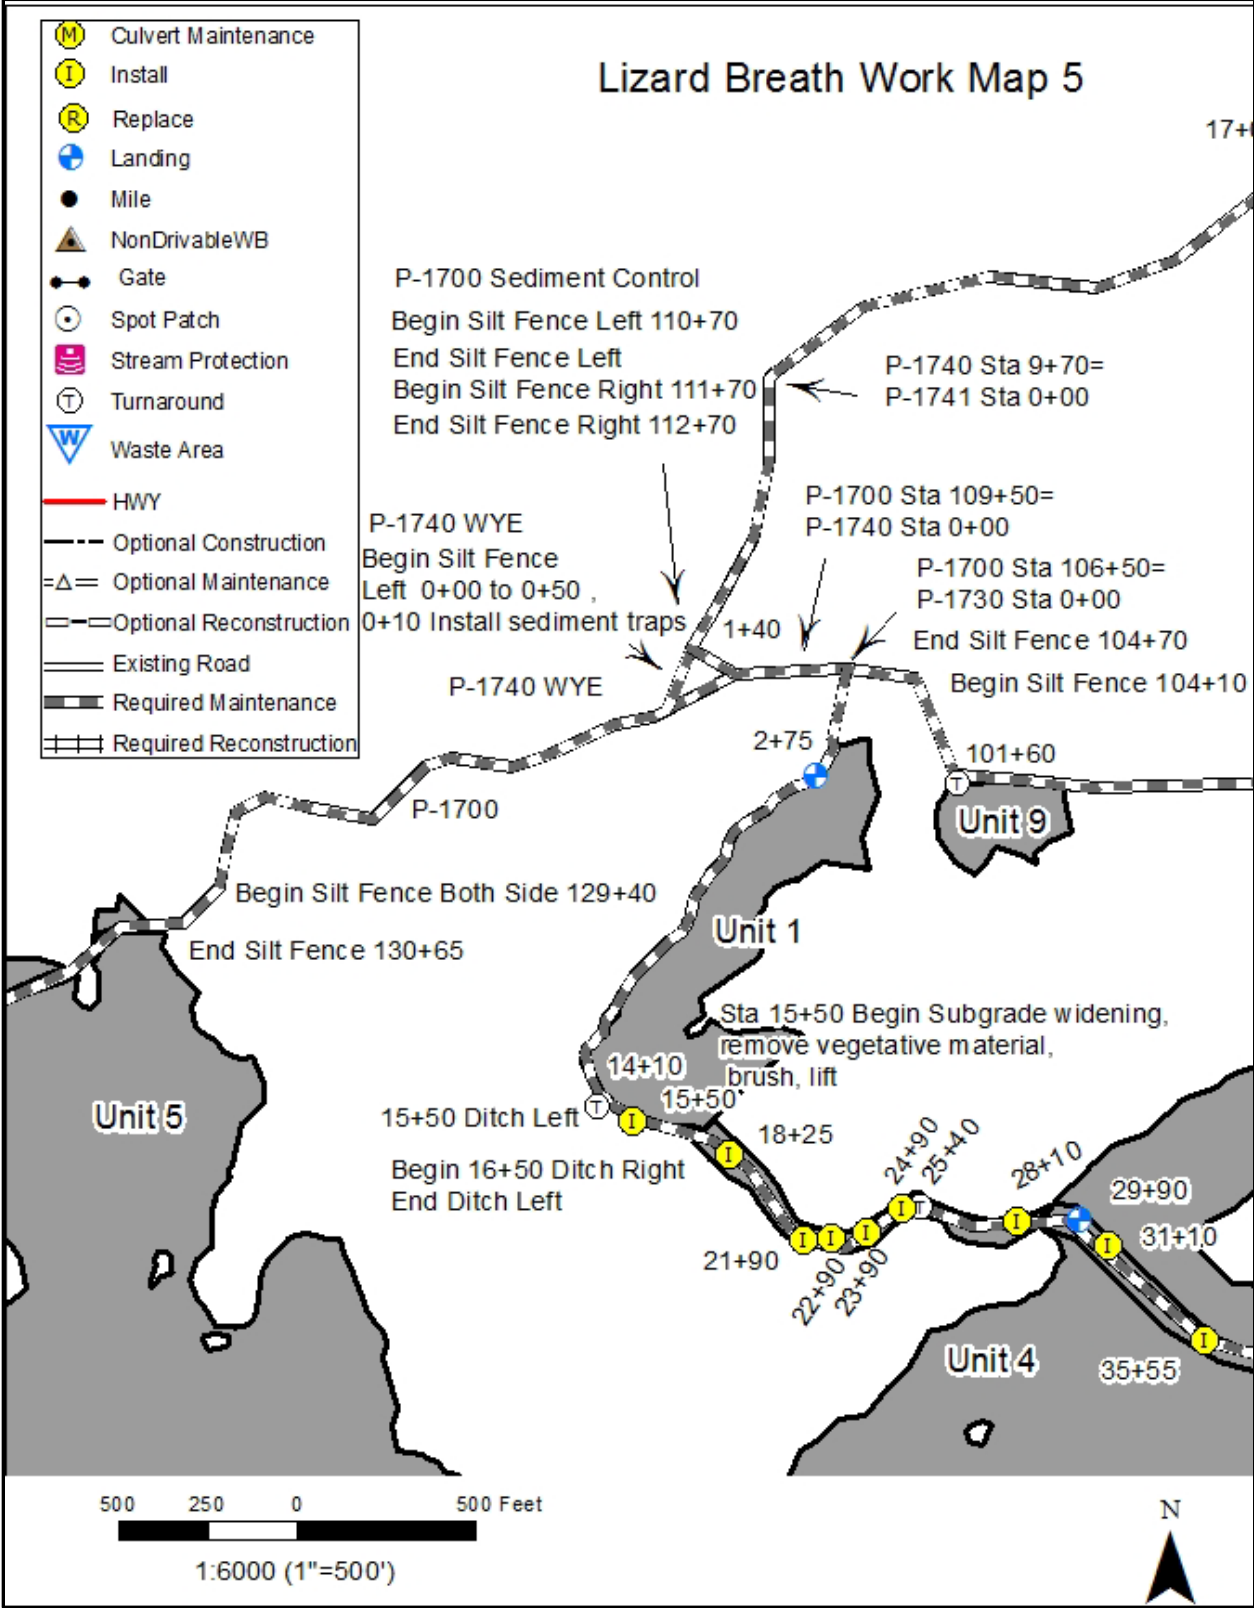 Culvert Maintenance
M
Install
I
Replace
R
Landing
Mile
NonDrivableWB
Gate
Spot Patch
Stream Protection
Turnaround
T
Waste Area
W
HWY
Optional Construction
Optional Maintenance
Optional Reconstruction
Existing Road
Required Maintenance
Required Reconstruction
Lizard Breath Work Map 5
P-1700 Sediment Control
Begin Silt Fence Left 110+70
End Silt Fence Left
Begin Silt Fence Right 111+70
End Silt Fence Right 112+70
P-1740 Sta 9+70=
P-1741 Sta 0+00
P-1740 WYE
Begin Silt Fence
Left 0+00 to 0+50 ,
0+10 Install sediment traps
P-1700 Sta 109+50=
P-1740 Sta 0+00
P-1700 Sta 106+50=
P-1730 Sta 0+00
1+40
End Silt Fence 104+70
P-1740 WYE
Begin Silt Fence 104+10
2+75
101+60
T
P-1700
Unit 9
Begin Silt Fence Both Side 129+40
End Silt Fence 130+65
Unit 1
Sta 15+50 Begin Subgrade widening,
remove vegetative material,
brush, lift
14+10
15+50
Unit 5
15+50 Ditch Left
T
I
18+25
I
Begin 16+50 Ditch Right
End Ditch Left
24+90
25+40
28+10
29+90
31+10
I
I
I
I
T
I
I
21+90
22+90
23+90
I
Unit 4
35+55
500 250 0 500 Feet
1:6000 (1"=500')
N